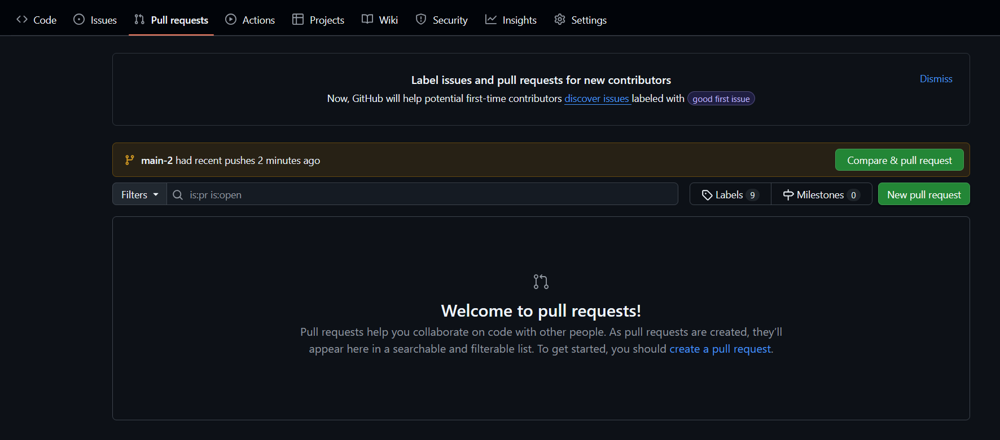 Code Issues Pull requests Actions Projects Wiki Security Insights Settings
Label issues and pull requests for new contributors
Dismiss
Now, GitHub will help potential first-time contributors discover issues labeled with good first issue
main-2 had recent pushes 2 minutes ago
Compare & pull request
Filters is:pr is:open Labels 9 Milestones 0 New pull request
Welcome to pull requests!
Pull requests help you collaborate on code with other people. As pull requests are created, they’ll
appear here in a searchable and filterable list. To get started, you should create a pull request.